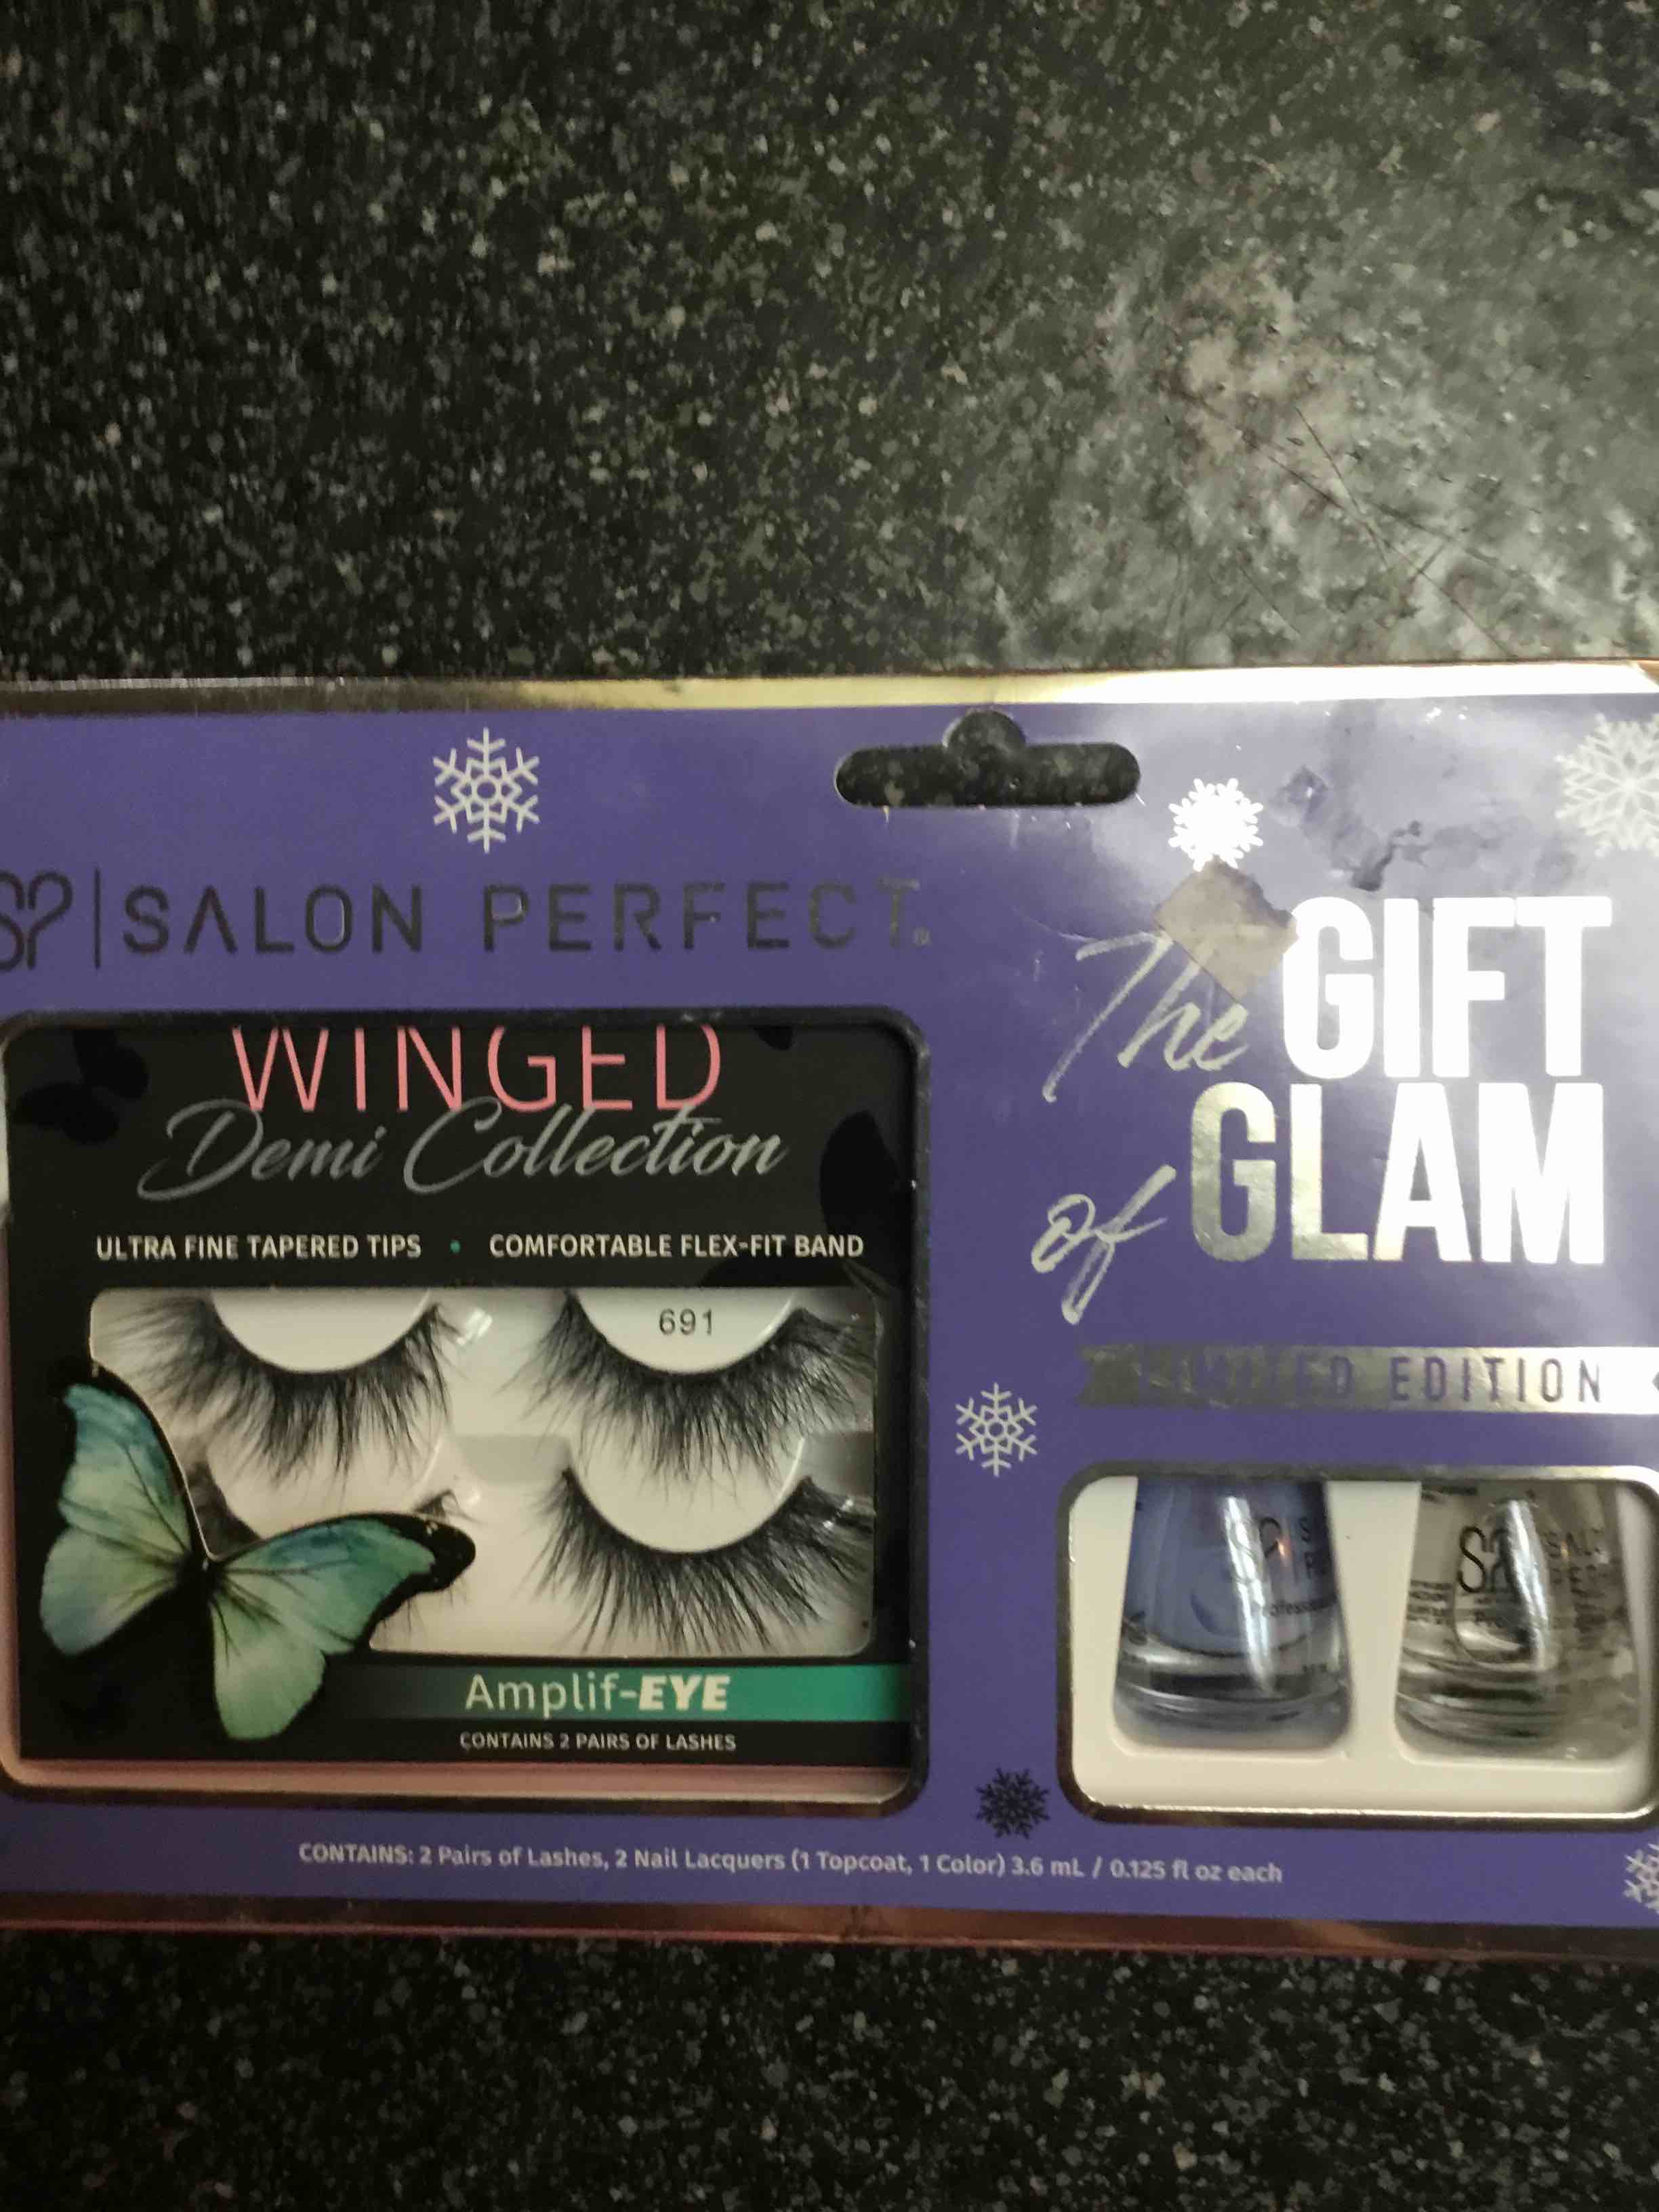 SP | SALON PERFECT®
The GIFT
of GLAM
LIMITED EDITION
WINGED
Demi Collection
ULTRA FINE TAPERED TIPS • COMFORTABLE FLEX-FIT BAND
691
Amplif-EYE
CONTAINS 2 PAIRS OF LASHES
CONTAINS: 2 Pairs of Lashes, 2 Nail Lacquers (1 Topcoat, 1 Color) 3.6 mL / 0.125 fl oz each